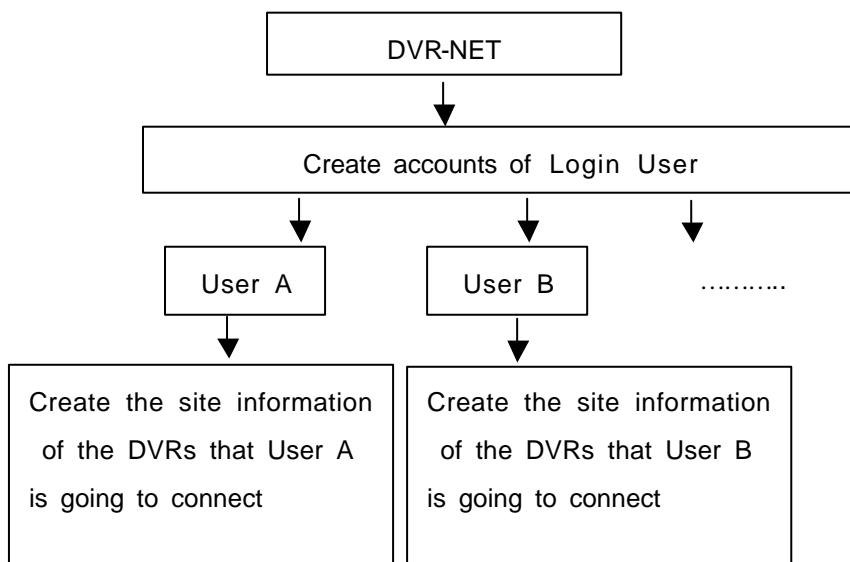 DVR-NET
Create accounts of Login User
User A
User B
………..
Create the site information
of the DVRs that User A
is going to connect
Create the site information
of the DVRs that User B
is going to connect